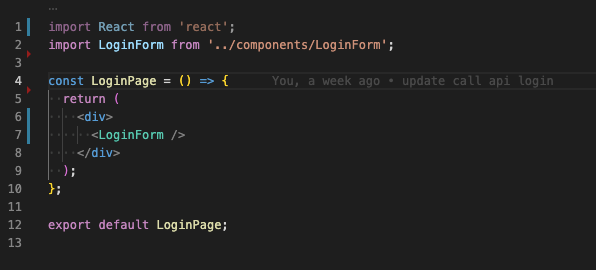 ...
1 import React from 'react';
2 import LoginForm from '../components/LoginForm';
3
4 const LoginPage = () => { You, a week ago • update call api login
5 return (
6 <div>
7 <LoginForm />
8 </div>
9 );
10 };
11
12 export default LoginPage;
13